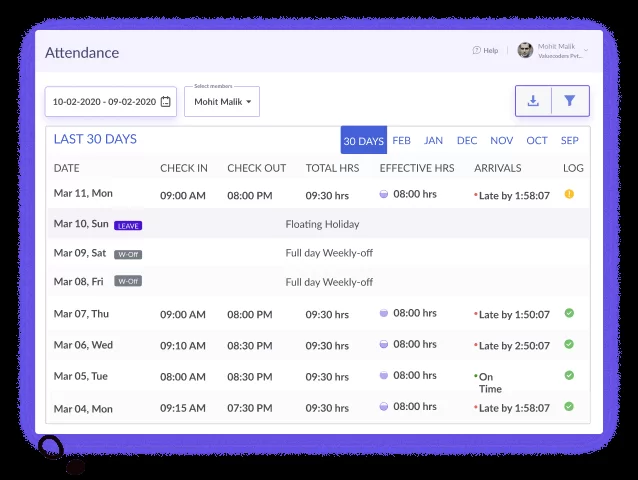 Attendance
Help
Mohit Malik
Valuecoders Pvt...
Select members
10-02-2020 - 09-02-2020
Mohit Malik
LAST 30 DAYS 30 DAYS FEB JAN DEC NOV OCT SEP
DATE CHECK IN CHECK OUT TOTAL HRS EFFECTIVE HRS ARRIVALS LOG
Mar 11, Mon 09:00 AM 08:00 PM 09:30 hrs 08:00 hrs Late by 1:58:07
Mar 10, Sun LEAVE Floating Holiday
Mar 09, Sat W-Off Full day Weekly-off
Mar 08, Fri W-Off Full day Weekly-off
Mar 07, Thu 09:00 AM 08:00 PM 09:30 hrs 08:00 hrs Late by 1:50:07
Mar 06, Wed 09:10 AM 08:30 PM 09:30 hrs 08:00 hrs Late by 2:50:07
Mar 05, Tue 08:00 AM 08:30 PM 09:30 hrs 08:00 hrs On
Time
Mar 04, Mon 09:15 AM 07:30 PM 09:30 hrs 08:00 hrs Late by 1:58:07